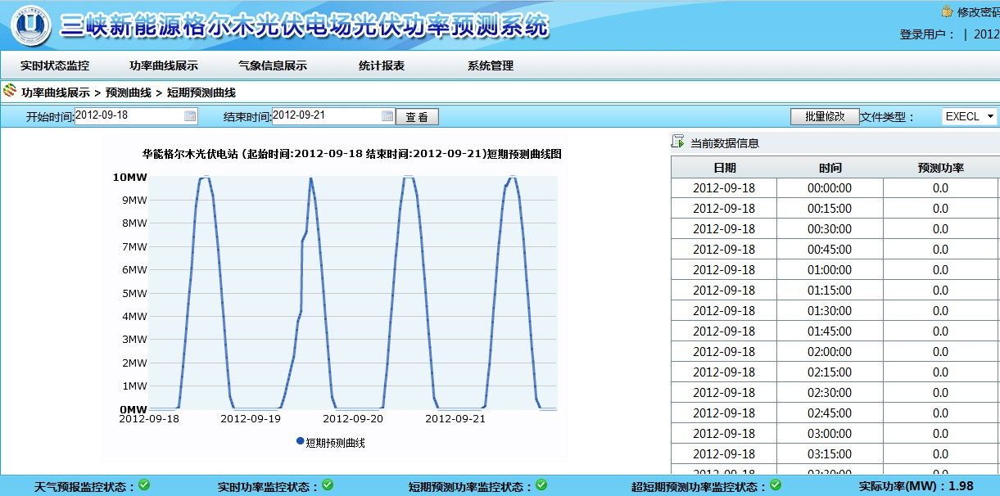 三峡新能源格尔木光伏电场光伏功率预测系统
修改密码
登录用户： | 2012
实时状态监控 功率曲线展示 气象信息展示 统计报表 系统管理
功率曲线展示 > 预测曲线 > 短期预测曲线
开始时间:2012-09-18 结束时间:2012-09-21 查看 批量修改 文件类型： EXECL
华能格尔木光伏电站 (起始时间:2012-09-18 结束时间:2012-09-21)短期预测曲线图
10MW
9MW
8MW
7MW
6MW
5MW
4MW
3MW
2MW
1MW
0MW
2012-09-18 2012-09-19 2012-09-20 2012-09-21
短期预测曲线
当前数据信息
日期 时间 预测功率
2012-09-18 00:00:00 0.0
2012-09-18 00:15:00 0.0
2012-09-18 00:30:00 0.0
2012-09-18 00:45:00 0.0
2012-09-18 01:00:00 0.0
2012-09-18 01:15:00 0.0
2012-09-18 01:30:00 0.0
2012-09-18 01:45:00 0.0
2012-09-18 02:00:00 0.0
2012-09-18 02:15:00 0.0
2012-09-18 02:30:00 0.0
2012-09-18 02:45:00 0.0
2012-09-18 03:00:00 0.0
2012-09-18 03:15:00 0.0
2012-09-18 03:30:00 0.0
天气预报监控状态： 实时功率监控状态： 短期预测功率监控状态： 超短期预测功率监控状态： 实际功率(MW)：1.98